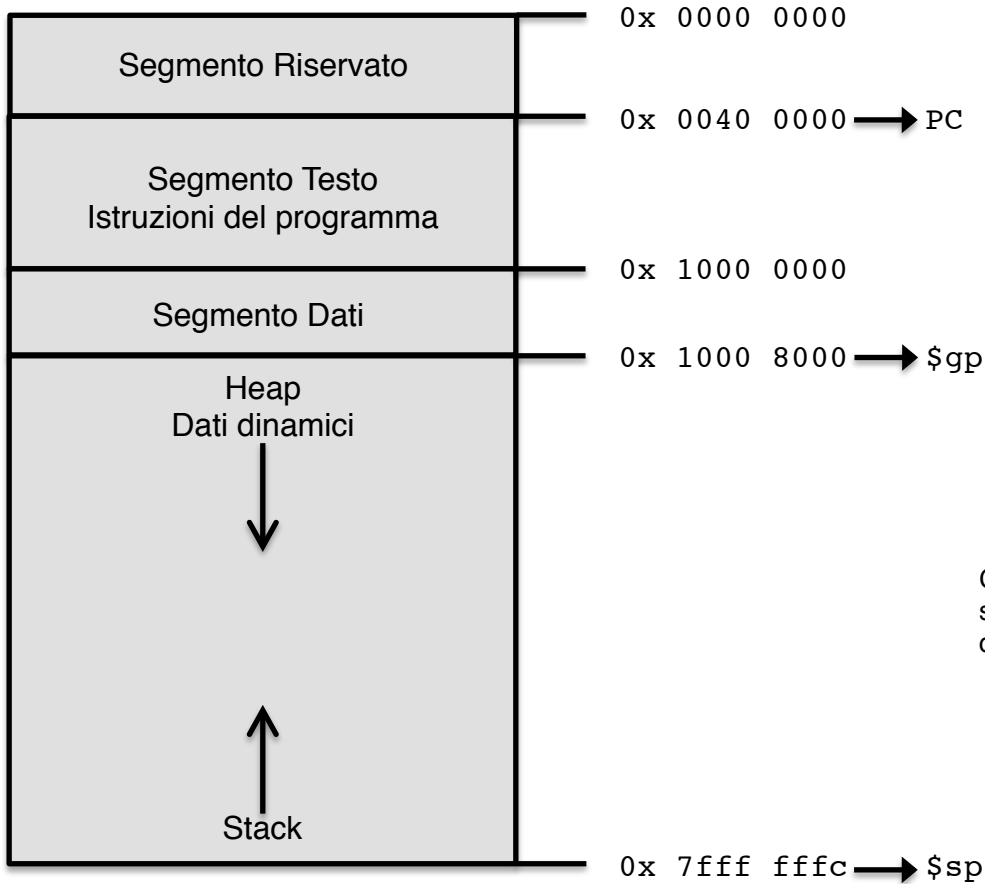 0x 0000 0000
Segmento Riservato
0x 0040 0000 PC
Segmento Testo
Istruzioni del programma
0x 1000 0000
Segmento Dati
0x 1000 8000 $gp
Heap
Dati dinamici
Stack
0x 7fff fffc $sp